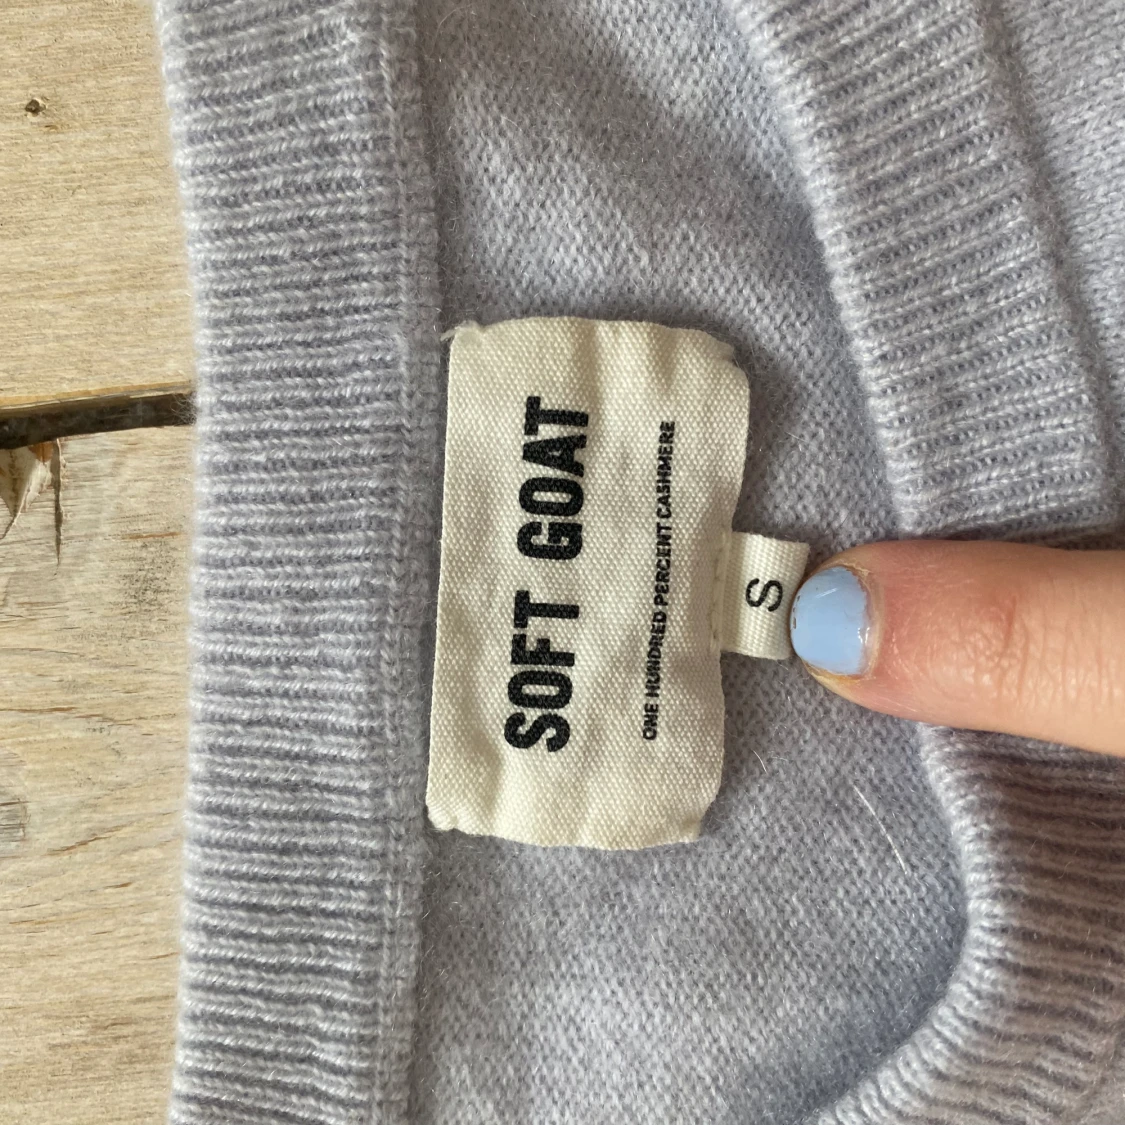 SOFT GOAT
ONE HUNDRED PERCENT CASHMERE
S